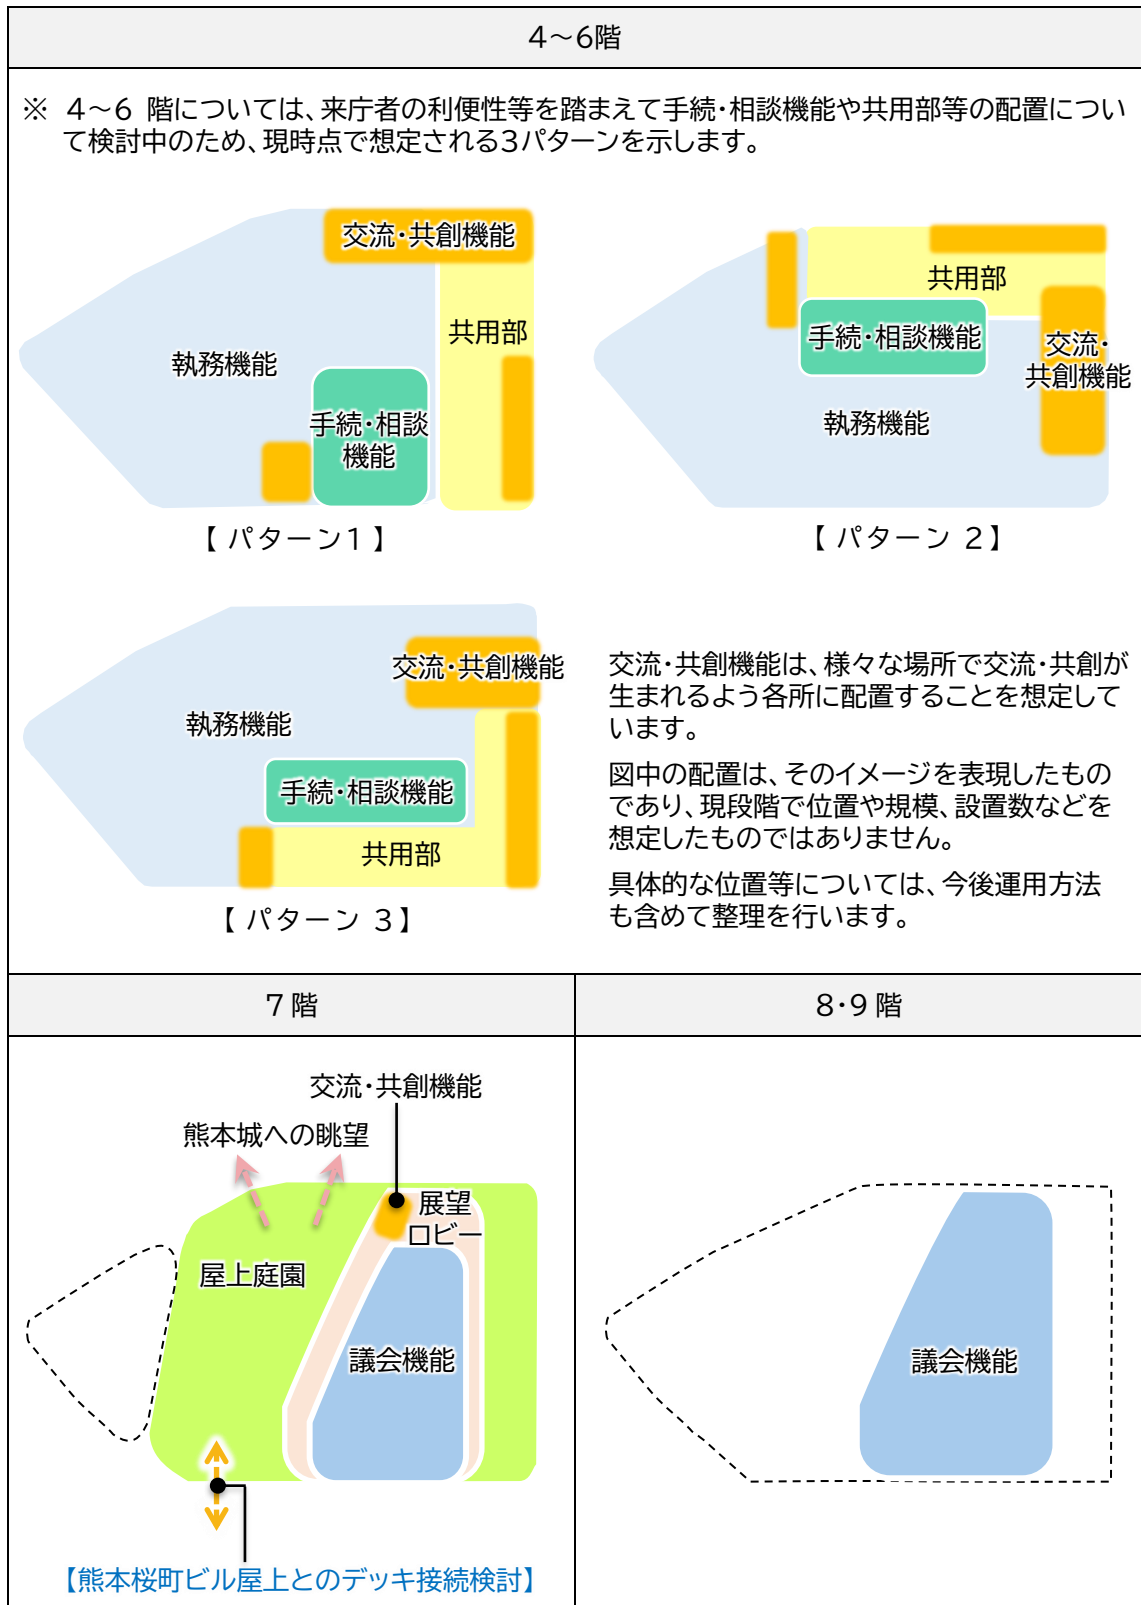 4～6階
※ 4～6 階については、来庁者の利便性等を踏まえて手続・相談機能や共用部等の配置につい
て検討中のため、現時点で想定される3パターンを示します。
交流・共創機能
共用部
執務機能
手続・相談
機能
【 パターン1 】
共用部
手続・相談機能
交流・
共創機能
執務機能
【 パターン 2】
交流・共創機能
執務機能
手続・相談機能
共用部
【 パターン 3】
交流・共創機能は、様々な場所で交流・共創が
生まれるよう各所に配置することを想定して
います。
図中の配置は、そのイメージを表現したもの
であり、現段階で位置や規模、設置数などを
想定したものではありません。
具体的な位置等については、今後運用方法
も含めて整理を行います。
7 階
8・9 階
交流・共創機能
熊本城への眺望
展望
ロビー
屋上庭園
議会機能
【熊本桜町ビル屋上とのデッキ接続検討】
議会機能